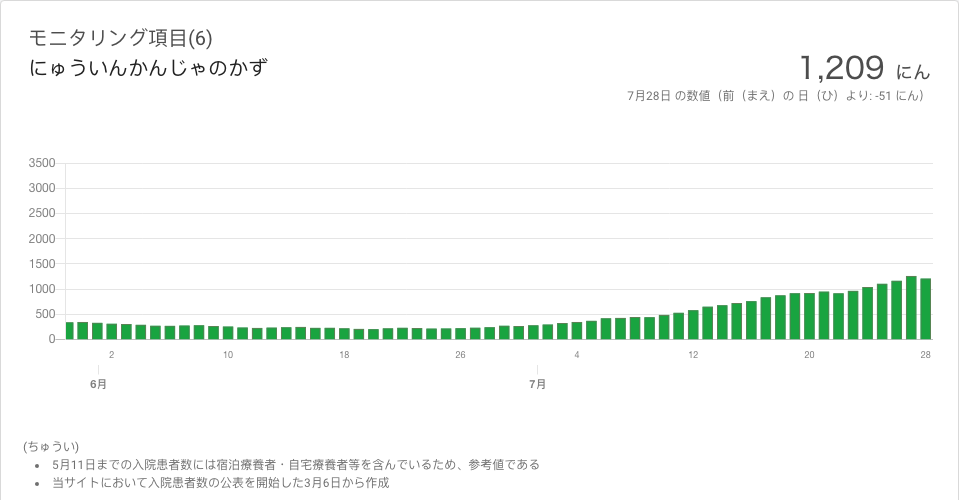 モニタリング項目(6)
にゅういんかんじゃのかず
1,209 にん
7月28日 の数値（前（まえ）の 日（ひ）より: -51 にん）
3500
3000
2500
2000
1500
1000
500
0
2 10 18 26 4 12 20 28
6月 7月
(ちゅうい)
• 5月11日までの入院患者数には宿泊療養者・自宅療養者等を含んでいるため、参考値である
• 当サイトにおいて入院患者数の公表を開始した3月6日から作成